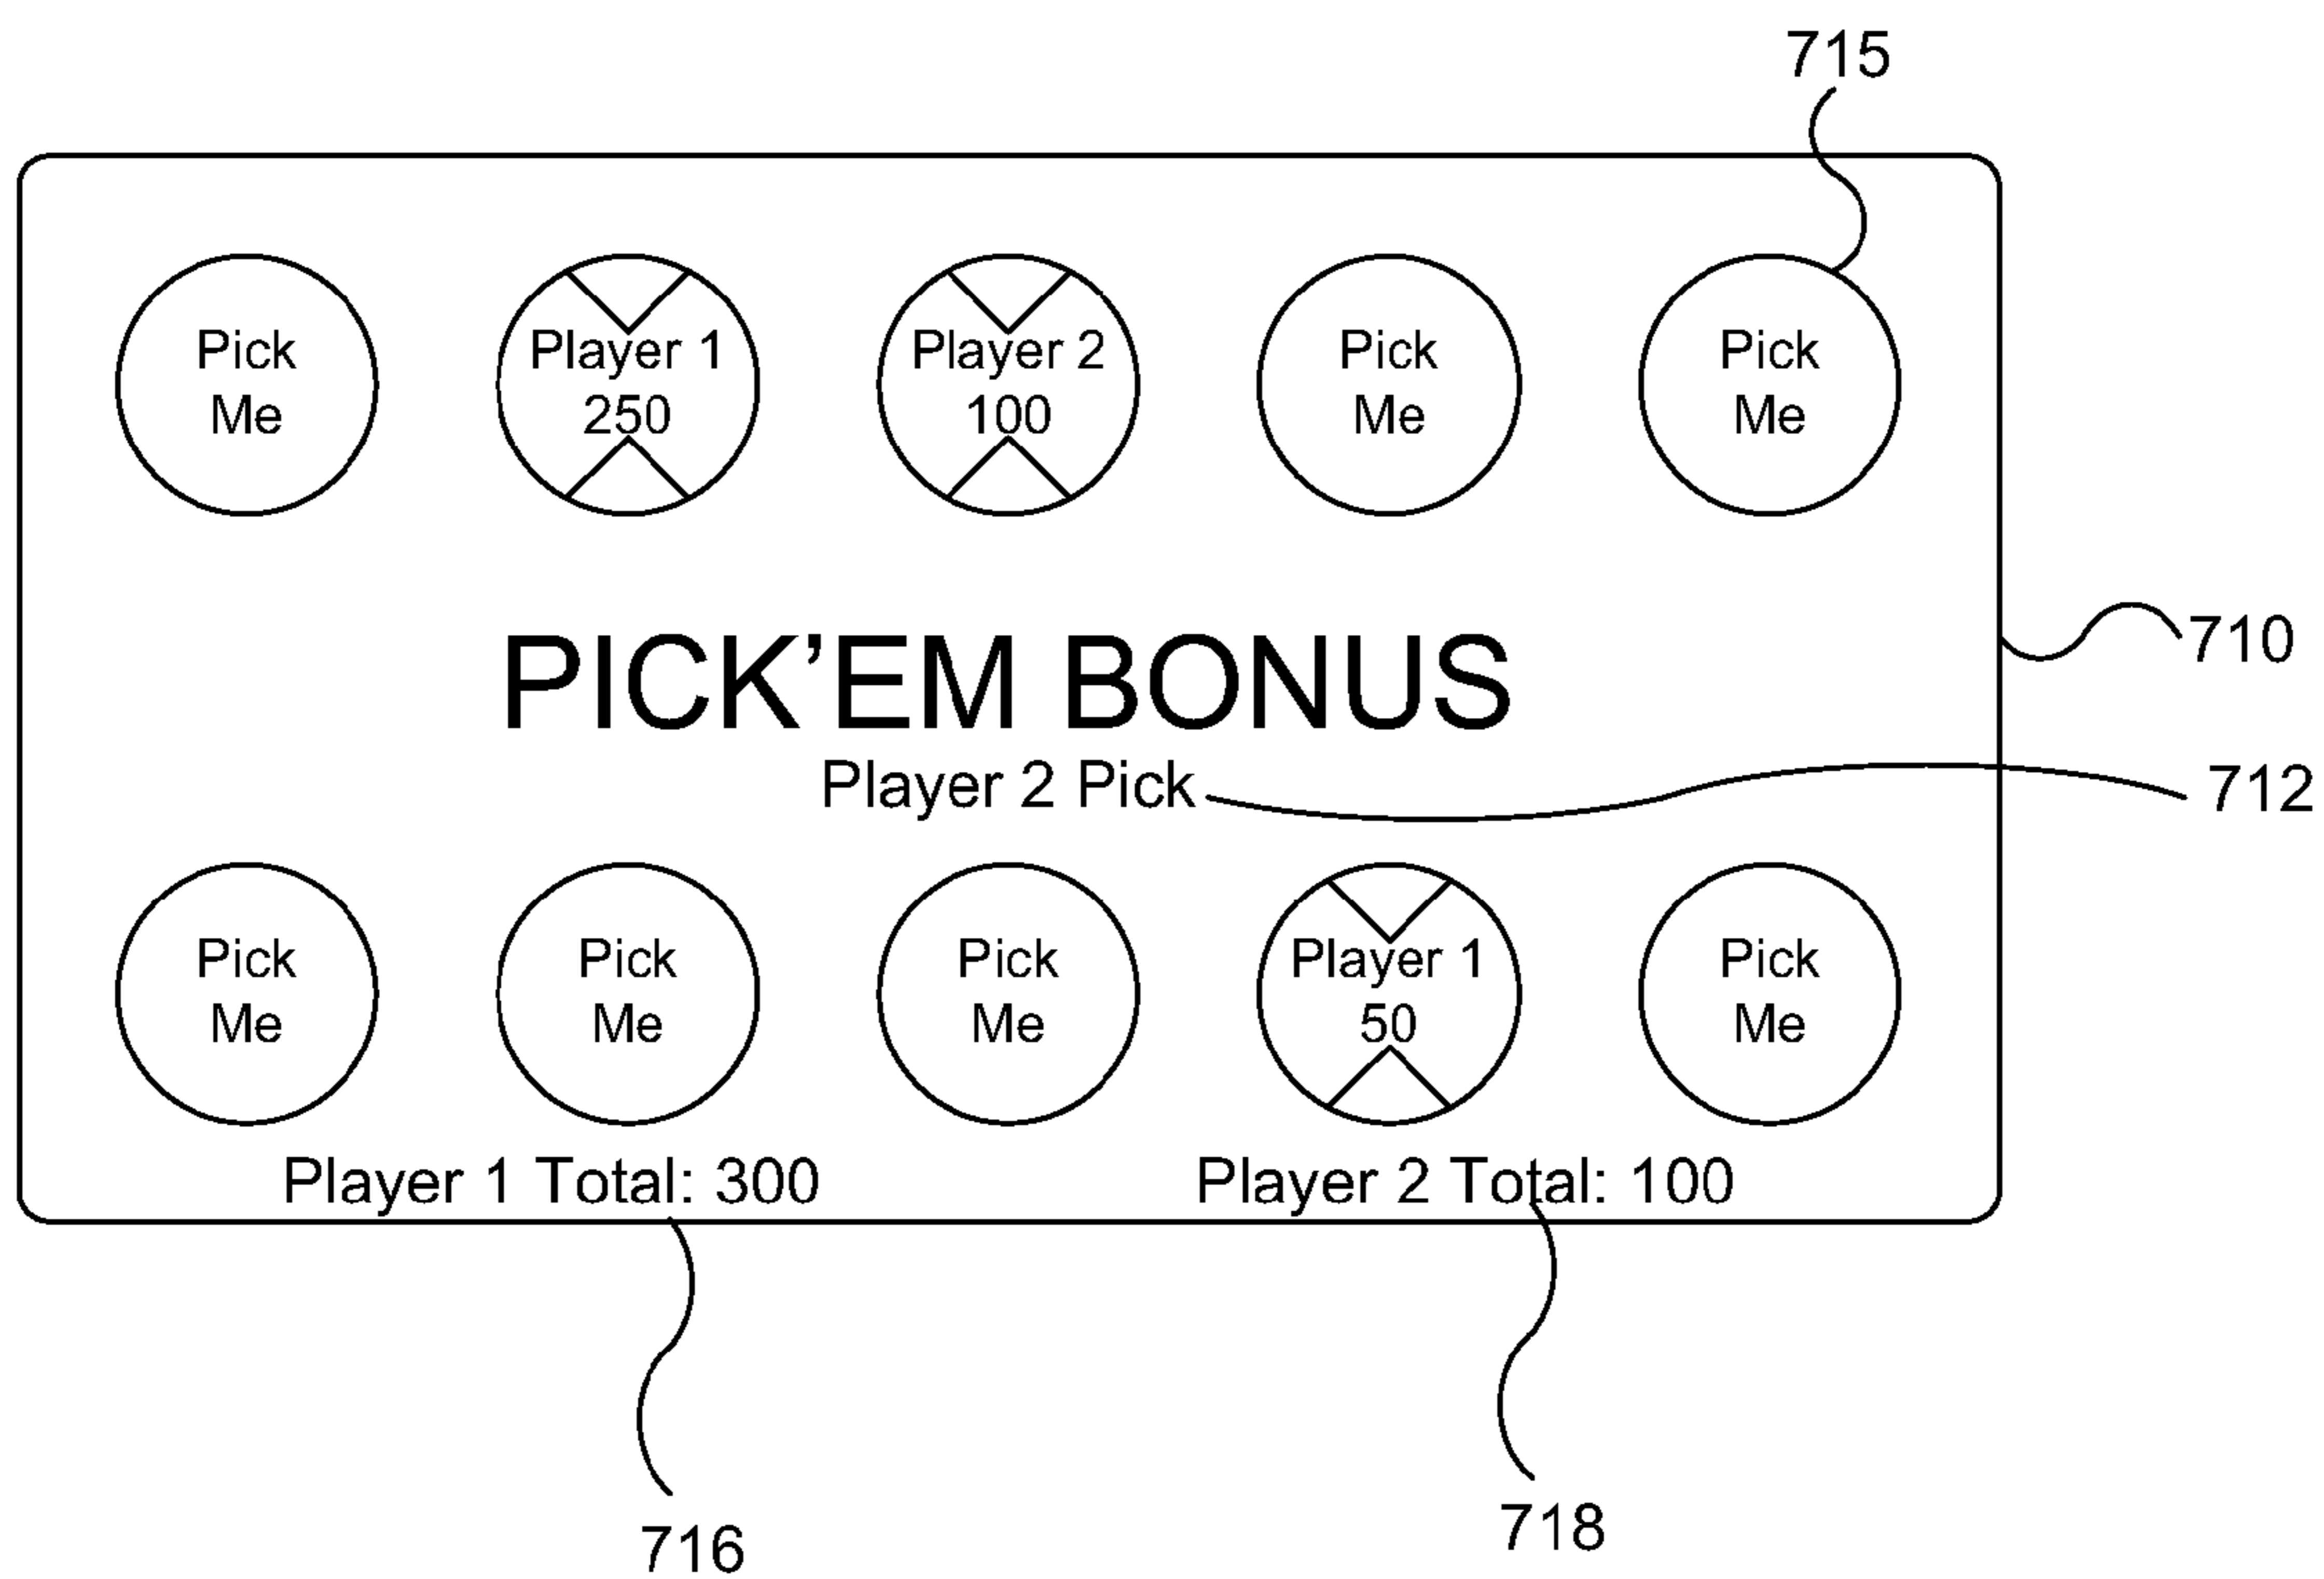 715
Pick
Me
Player 1
250
Player 2
100
Pick
Me
Pick
Me
PICK'EM BONUS
710
Player 2 Pick
712
Pick
Me
Pick
Me
Pick
Me
Player 1
50
Pick
Me
Player 1 Total: 300
Player 2 Total: 100
716
718